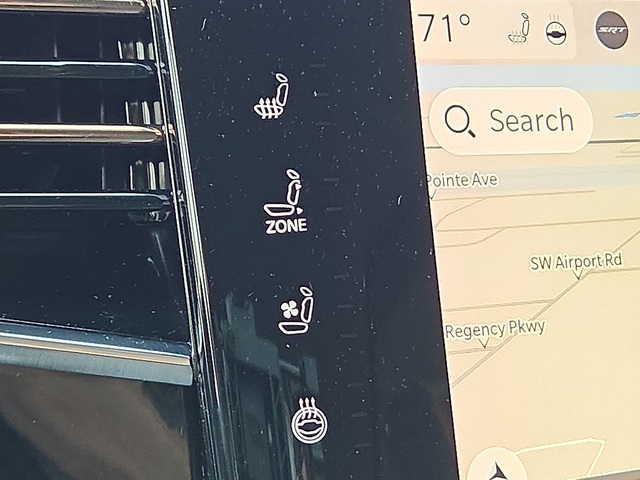 71°
SRT
Search
Pointe Ave
ZONE
SW Airport Rd
Regency Pkwy